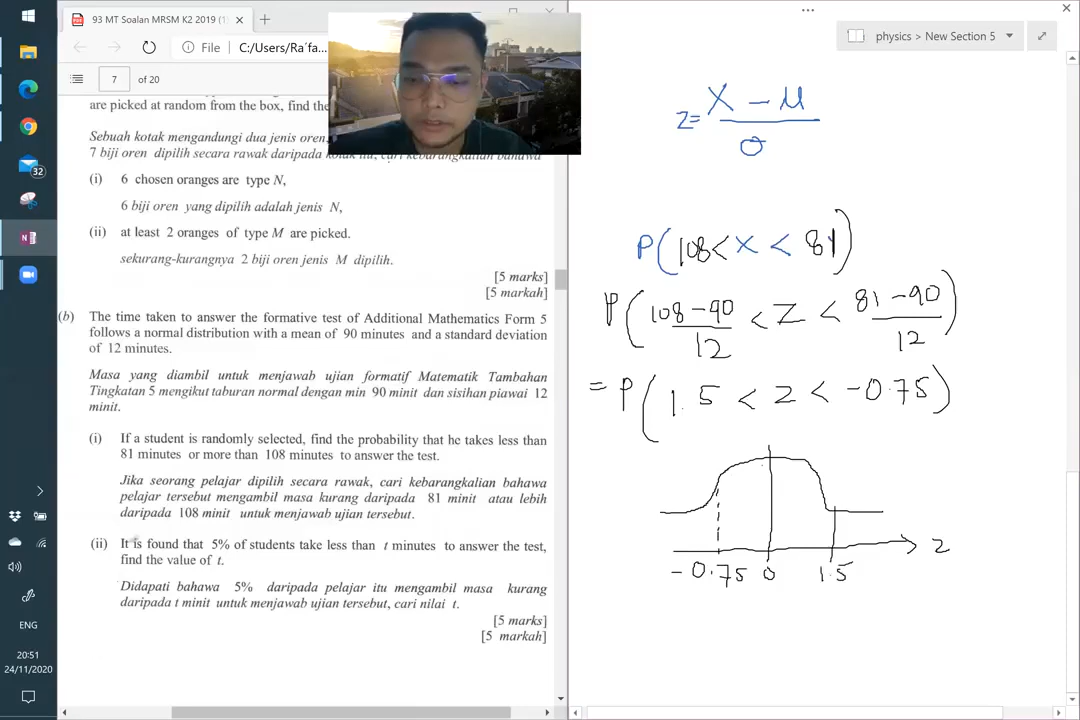 93 MT Soalan MRSM K2 2019 (1)
File C:/Users/Ra´fa...
7 of 20
are picked at random from the box, find the
Sebuah kotak mengandungi dua jenis oren,
7 biji oren dipilih secara rawak daripada kotak itu, cari kebarangkalian bahawa
(i) 6 chosen oranges are type N,
6 biji oren yang dipilih adalah jenis N,
(ii) at least 2 oranges of type M are picked.
sekurang-kurangnya 2 biji oren jenis M dipilih.
[5 marks]
[5 markah]
(b) The time taken to answer the formative test of Additional Mathematics Form 5
follows a normal distribution with a mean of 90 minutes and a standard deviation
of 12 minutes.
Masa yang diambil untuk menjawab ujian formatif Matematik Tambahan
Tingkatan 5 mengikut taburan normal dengan min 90 minit dan sisihan piawai 12
minit.
(i) If a student is randomly selected, find the probability that he takes less than
81 minutes or more than 108 minutes to answer the test.
Jika seorang pelajar dipilih secara rawak, cari kebarangkalian bahawa
pelajar tersebut mengambil masa kurang daripada 81 minit atau lebih
daripada 108 minit untuk menjawab ujian tersebut.
(ii) It is found that 5% of students take less than t minutes to answer the test,
find the value of t.
Didapati bahawa 5% daripada pelajar itu mengambil masa kurang
daripada t minit untuk menjawab ujian tersebut, cari nilai t.
[5 marks]
[5 markah]
32
ENG
20:51
24/11/2020
physics > New Section 5
z = X - μ
σ
P(108 < X < 81)
P(108 - 90 < Z < 81 - 90)
12 12
= P(1.5 < Z < -0.75)
-0.75 0 1.5 z